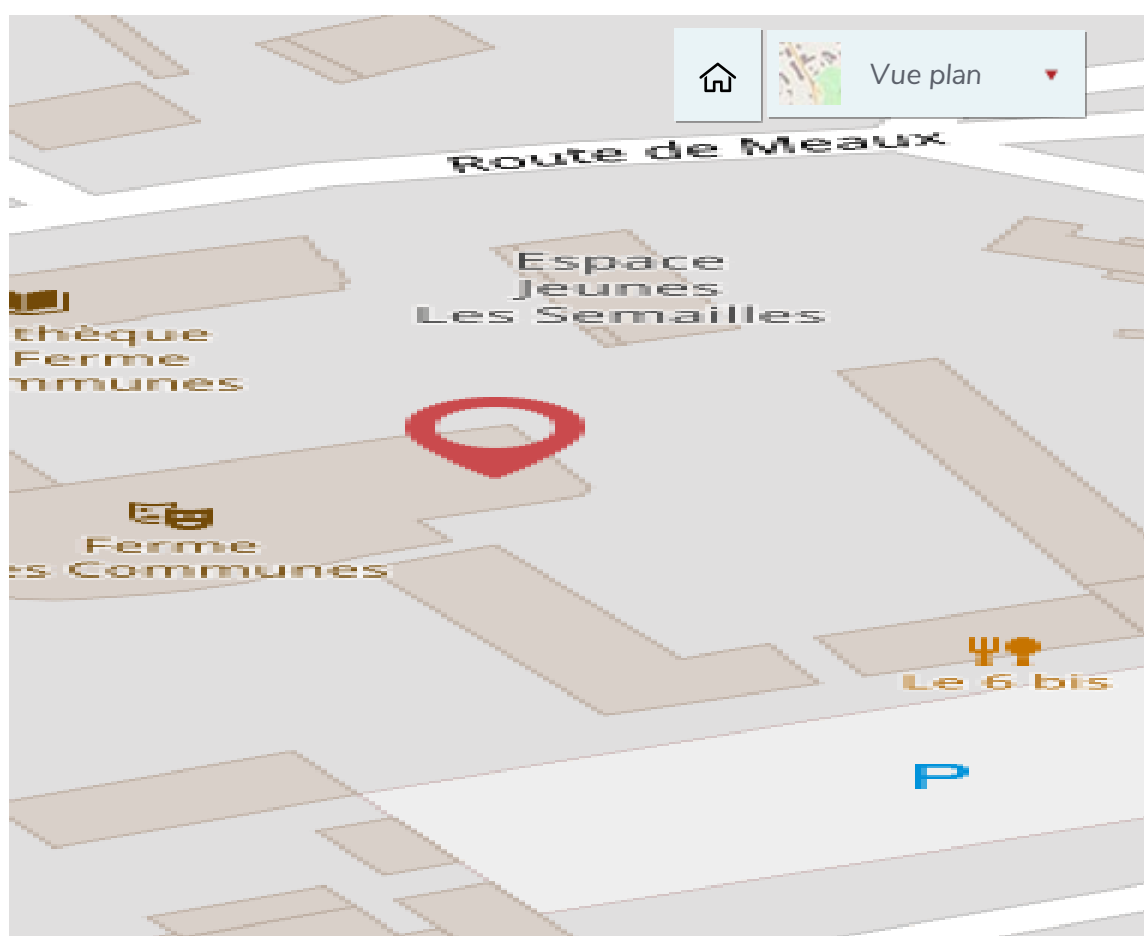 Vue plan
Route de Meaux
Espace
Jeunes
Les Semailles
thèque
Ferme
mmunes
Ferme
es Communes
Le 6 bis
P